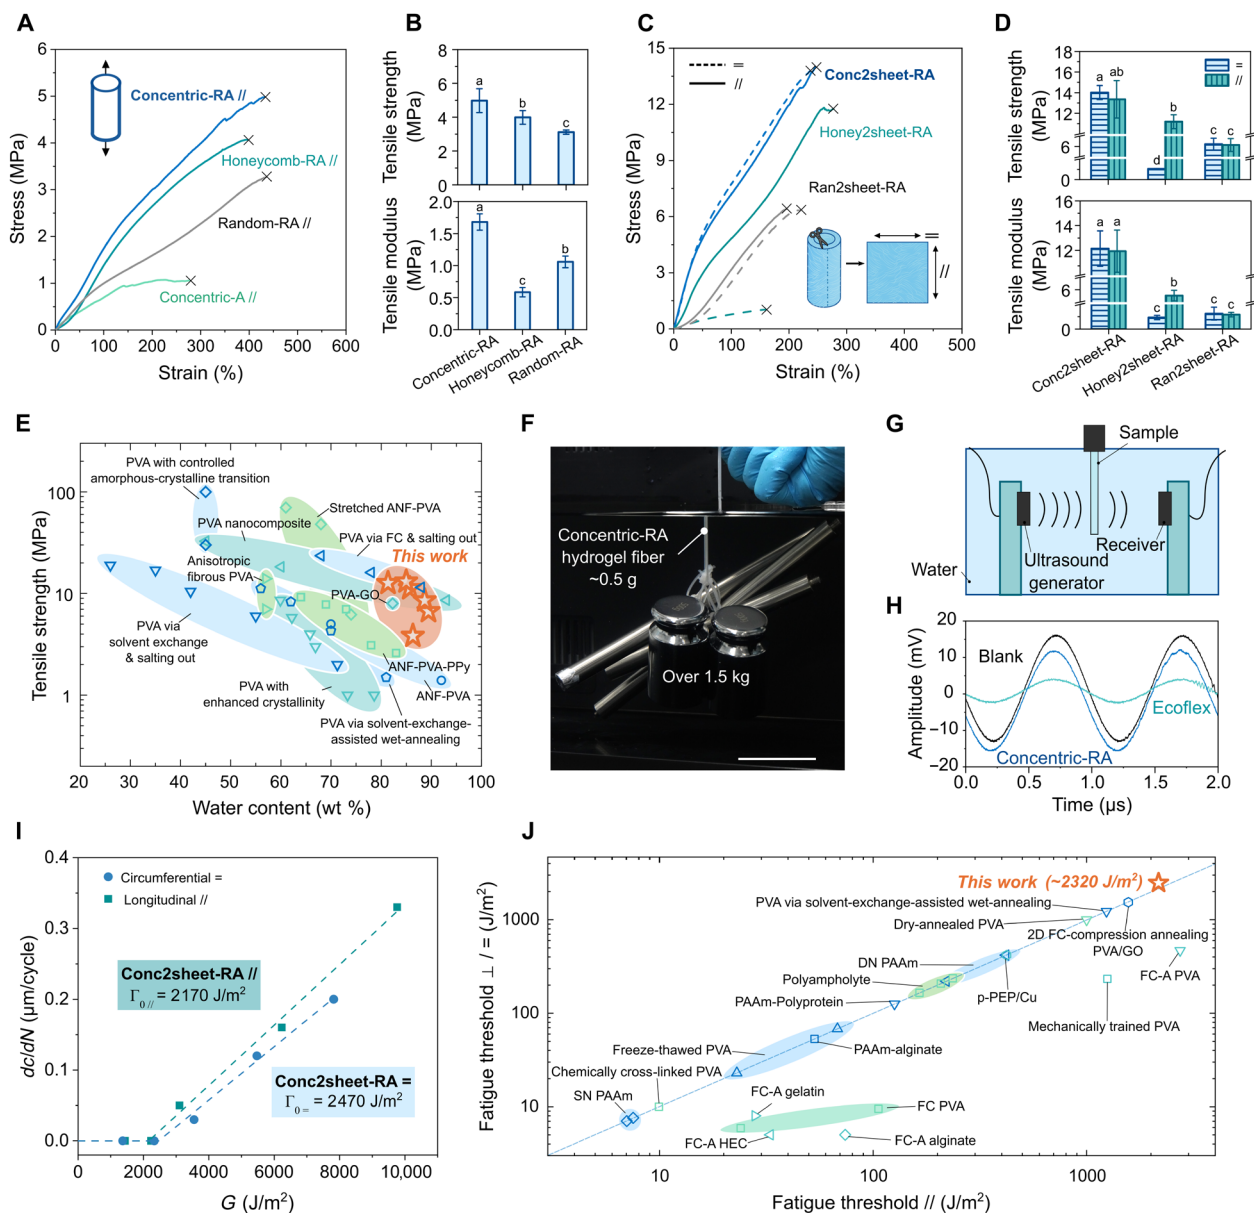 A
Stress (MPa)
6
5
4
3
2
1
0
Concentric-RA //
Honeycomb-RA //
Random-RA //
Concentric-A //
0 100 200 300 400 500 600
Strain (%)
B
Tensile strength
(MPa)
8
6
4
2
0
a
b
c
Tensile modulus
(MPa)
2.0
1.5
1.0
0.5
0.0
a
c
b
Concentric-RA
Honeycomb-RA
Random-RA
C
Stress (MPa)
15
12
9
6
3
0
=
//
Conc2sheet-RA
Honey2sheet-RA
Ran2sheet-RA
=
//
0 100 200 300 400 500
Strain (%)
D
Tensile strength
(MPa)
18
16
14
12
10
8
6
4
0
=
//
a ab
d b
c c
Tensile modulus
(MPa)
16
12
8
6
4
0
a a
c b
c c
Conc2sheet-RA
Honey2sheet-RA
Ran2sheet-RA
E
Tensile strength (MPa)
100
10
1
PVA with controlled
amorphous-crystalline transition
Stretched ANF-PVA
PVA nanocomposite
PVA via FC & salting out
This work
Anisotropic
fibrous PVA
PVA-GO
PVA via
solvent exchange
& salting out
ANF-PVA-PPy
PVA with
enhanced crystallinity
ANF-PVA
PVA via solvent-exchange-
assisted wet-annealing
20 30 40 50 60 70 80 90 100
Water content (wt %)
F
Concentric-RA
hydrogel fiber
~0.5 g
Over 1.5 kg
G
Sample
Ultrasound
generator
Receiver
Water
H
Amplitude (mV)
20
10
0
−10
−20
Blank
Ecoflex
Concentric-RA
0.0 0.5 1.0 1.5 2.0
Time (μs)
I
dc/dN (μm/cycle)
0.4
0.3
0.2
0.1
0.0
Circumferential =
Longitudinal //
Conc2sheet-RA //
Γ0// = 2170 J/m²
Conc2sheet-RA =
Γ0= = 2470 J/m²
0 2000 4000 6000 8000 10,000
G (J/m²)
J
Fatigue threshold ⊥ / = (J/m²)
1000
100
10
This work (~2320 J/m²)
PVA via solvent-exchange-assisted wet-annealing
Dry-annealed PVA
2D FC-compression annealing
PVA/GO
DN PAAm
FC-A PVA
Polyampholyte
p-PEP/Cu
PAAm-Polyprotein
Mechanically trained PVA
Freeze-thawed PVA
PAAm-alginate
Chemically cross-linked PVA
SN PAAm
FC-A gelatin
FC PVA
FC-A HEC
FC-A alginate
10 100 1000
Fatigue threshold // (J/m²)